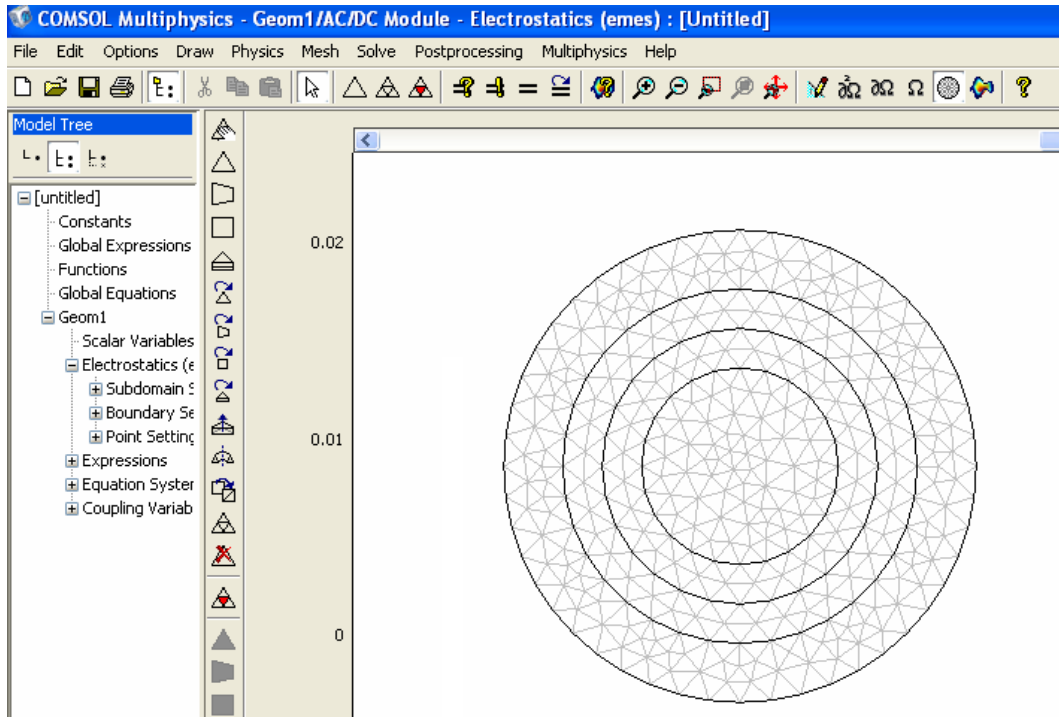 COMSOL Multiphysics - Geom1/AC/DC Module - Electrostatics (emes) : [Untitled]
File Edit Options Draw Physics Mesh Solve Postprocessing Multiphysics Help
Model Tree
[untitled]
Constants
Global Expressions
Functions
Global Equations
Geom1
Scalar Variables
Electrostatics (e
Subdomain S
Boundary Se
Point Setting
Expressions
Equation System
Coupling Variab
0.02
0.01
0